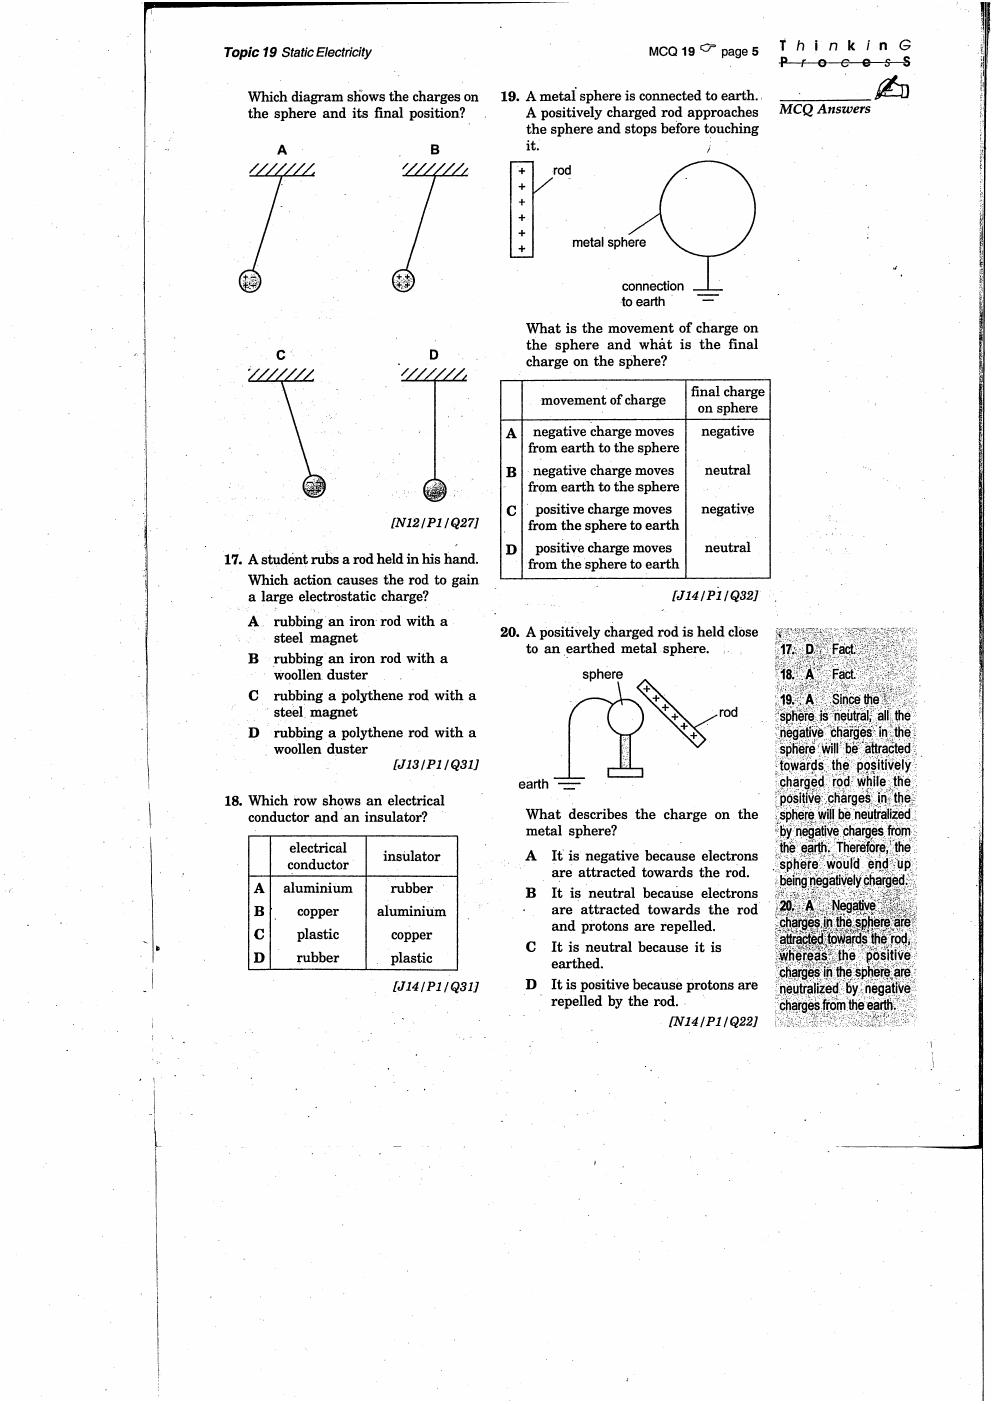 Topic 19 Static Electricity
MCQ 19 ☞ page 5
T h i n k i n G
P r o c e s S
MCQ Answers
Which diagram shows the charges on
the sphere and its final position?
A
B
C
D
[N12/P1/Q27]
17. A student rubs a rod held in his hand.
Which action causes the rod to gain
a large electrostatic charge?
A rubbing an iron rod with a
steel magnet
B rubbing an iron rod with a
woollen duster
C rubbing a polythene rod with a
steel magnet
D rubbing a polythene rod with a
woollen duster
[J13/P1/Q31]
18. Which row shows an electrical
conductor and an insulator?
electrical
conductor
insulator
A aluminium rubber
B copper aluminium
C plastic copper
D rubber plastic
[J14/P1/Q31]
19. A metal sphere is connected to earth.
A positively charged rod approaches
the sphere and stops before touching
it.
rod
+
+
+
+
+
+
metal sphere
connection
to earth
What is the movement of charge on
the sphere and what is the final
charge on the sphere?
movement of charge
final charge
on sphere
A negative charge moves negative
from earth to the sphere
B negative charge moves neutral
from earth to the sphere
C positive charge moves negative
from the sphere to earth
D positive charge moves neutral
from the sphere to earth
[J14/P1/Q32]
20. A positively charged rod is held close
to an earthed metal sphere.
sphere
+ + + + + +
rod
earth
What describes the charge on the
metal sphere?
A It is negative because electrons
are attracted towards the rod.
B It is neutral because electrons
are attracted towards the rod
and protons are repelled.
C It is neutral because it is
earthed.
D It is positive because protons are
repelled by the rod.
[N14/P1/Q22]
17. D Fact.
18. A Fact.
19. A Since the
sphere is neutral, all the
negative charges in the
sphere will be attracted
towards the positively
charged rod while the
positive charges in the
sphere will be neutralized
by negative charges from
the earth. Therefore, the
sphere would end up
being negatively charged.
20. A Negative
charges in the sphere are
attracted towards the rod,
whereas the positive
charges in the sphere are
neutralized by negative
charges from the earth.